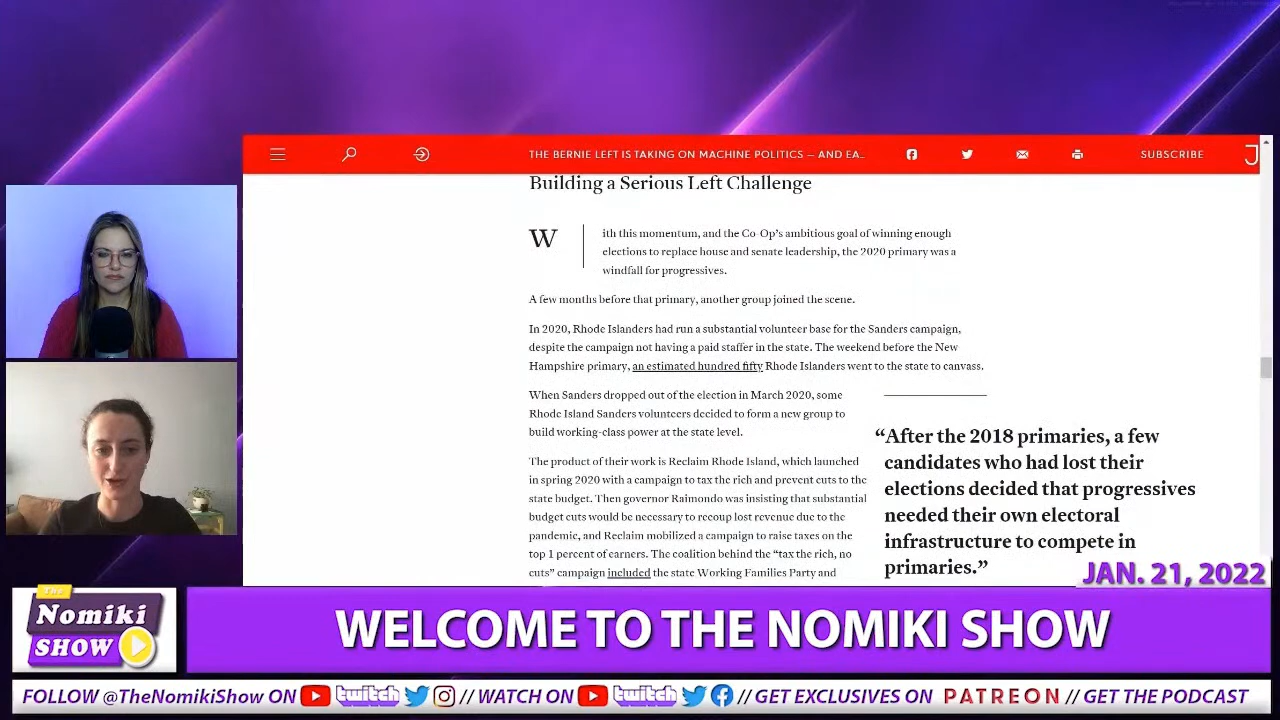 THE BERNIE LEFT IS TAKING ON MACHINE POLITICS – AND EA...
SUBSCRIBE
J
Building a Serious Left Challenge
With this momentum, and the Co-Op's ambitious goal of winning enough
elections to replace house and senate leadership, the 2020 primary was a
windfall for progressives.
A few months before that primary, another group joined the scene.
In 2020, Rhode Islanders had run a substantial volunteer base for the Sanders campaign,
despite the campaign not having a paid staffer in the state. The weekend before the New
Hampshire primary, an estimated hundred fifty Rhode Islanders went to the state to canvass.
When Sanders dropped out of the election in March 2020, some
Rhode Island Sanders volunteers decided to form a new group to
build working-class power at the state level.
The product of their work is Reclaim Rhode Island, which launched
in spring 2020 with a campaign to tax the rich and prevent cuts to the
state budget. Then governor Raimondo was insisting that substantial
budget cuts would be necessary to recoup lost revenue due to the
pandemic, and Reclaim mobilized a campaign to raise taxes on the
top 1 percent of earners. The coalition behind the “tax the rich, no
cuts” campaign included the state Working Families Party and
“After the 2018 primaries, a few
candidates who had lost their
elections decided that progressives
needed their own electoral
infrastructure to compete in
primaries.”
JAN. 21, 2022
The
Nomiki
SHOW
WELCOME TO THE NOMIKI SHOW
FOLLOW @TheNomikiShow ON twitch // WATCH ON twitch // GET EXCLUSIVES ON PATREON // GET THE PODCAST